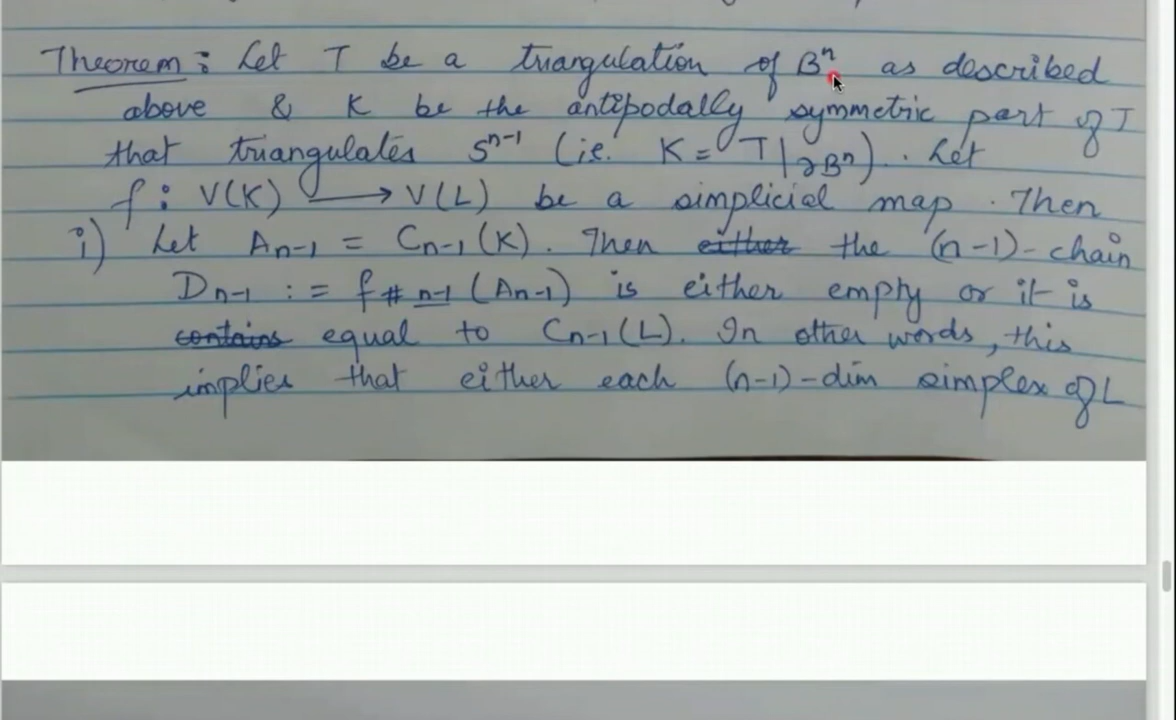 Theorem: Let T be a triangulation of Bⁿ as described
above & K be the antipodally symmetric part of T
that triangulates Sⁿ⁻¹ (ie. K = T|∂Bⁿ). Let
f: V(K) ⟶ V(L) be a simplicial map. Then
i) Let Aₙ₋₁ = Cₙ₋₁(K). Then either the (n-1)-chain
Dₙ₋₁ := f# ₙ₋₁ (Aₙ₋₁) is either empty or it is
contains equal to Cₙ₋₁(L). In other words, this
implies that either each (n-1)-dim simplex of L